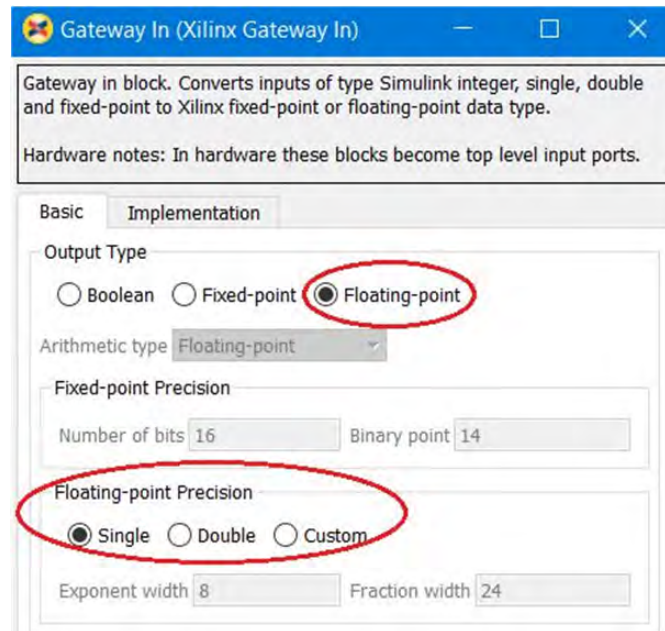 Gateway In (Xilinx Gateway In)
Gateway in block. Converts inputs of type Simulink integer, single, double
and fixed-point to Xilinx fixed-point or floating-point data type.
Hardware notes: In hardware these blocks become top level input ports.
Basic Implementation
Output Type
Boolean Fixed-point Floating-point
Arithmetic type Floating-point
Fixed-point Precision
Number of bits 16 Binary point 14
Floating-point Precision
Single Double Custom
Exponent width 8 Fraction width 24